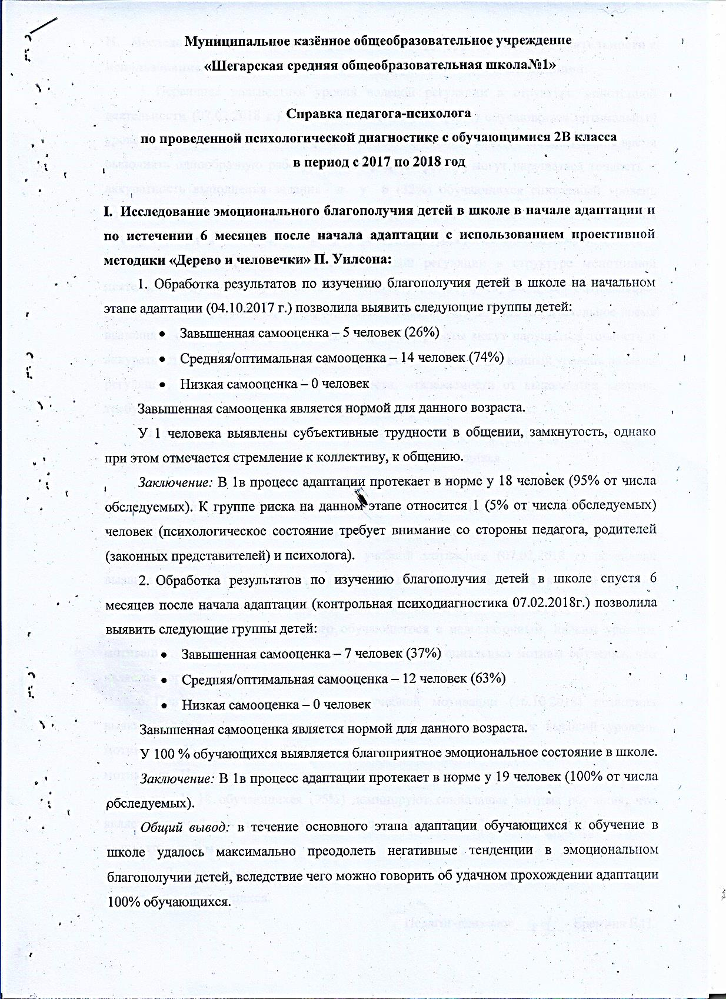 Муниципальное казённое общеобразовательное учреждение
«Шегарская средняя общеобразовательная школа№1»
Справка педагога-психолога
по проведенной психологической диагностике с обучающимися 2В класса
в период с 2017 по 2018 год
I. Исследование эмоционального благополучия детей в школе в начале адаптации и
по истечении 6 месяцев после начала адаптации с использованием проективной
методики «Дерево и человечки» П. Уилсона:
1. Обработка результатов по изучению благополучия детей в школе на начальном
этапе адаптации (04.10.2017 г.) позволила выявить следующие группы детей:
• Завышенная самооценка – 5 человек (26%)
• Средняя/оптимальная самооценка – 14 человек (74%)
• Низкая самооценка – 0 человек
Завышенная самооценка является нормой для данного возраста.
У 1 человека выявлены субъективные трудности в общении, замкнутость, однако
при этом отмечается стремление к коллективу, к общению.
Заключение: В 1в процесс адаптации протекает в норме у 18 человек (95% от числа
обследуемых). К группе риска на данном этапе относится 1 (5% от числа обследуемых)
человек (психологическое состояние требует внимание со стороны педагога, родителей
(законных представителей) и психолога).
2. Обработка результатов по изучению благополучия детей в школе спустя 6
месяцев после начала адаптации (контрольная психодиагностика 07.02.2018г.) позволила
выявить следующие группы детей:
• Завышенная самооценка – 7 человек (37%)
• Средняя/оптимальная самооценка – 12 человек (63%)
• Низкая самооценка – 0 человек
Завышенная самооценка является нормой для данного возраста.
У 100 % обучающихся выявляется благоприятное эмоциональное состояние в школе.
Заключение: В 1в процесс адаптации протекает в норме у 19 человек (100% от числа
обследуемых).
Общий вывод: в течение основного этапа адаптации обучающихся к обучение в
школе удалось максимально преодолеть негативные тенденции в эмоциональном
благополучии детей, вследствие чего можно говорить об удачном прохождении адаптации
100% обучающихся.